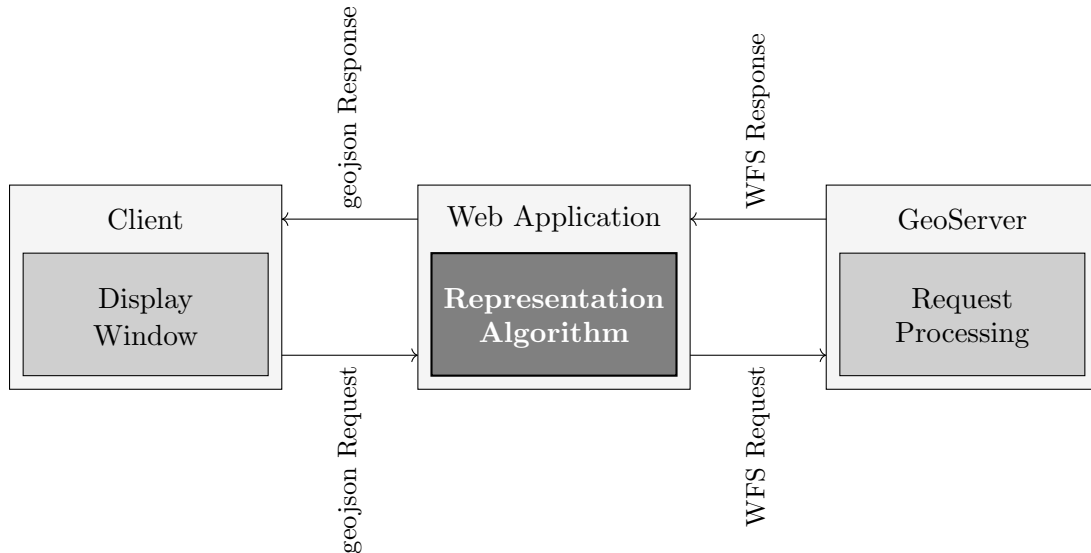 geojson Response
WFS Response
Client
Web Application
GeoServer
Display
Window
Representation
Algorithm
Request
Processing
geojson Request
WFS Request